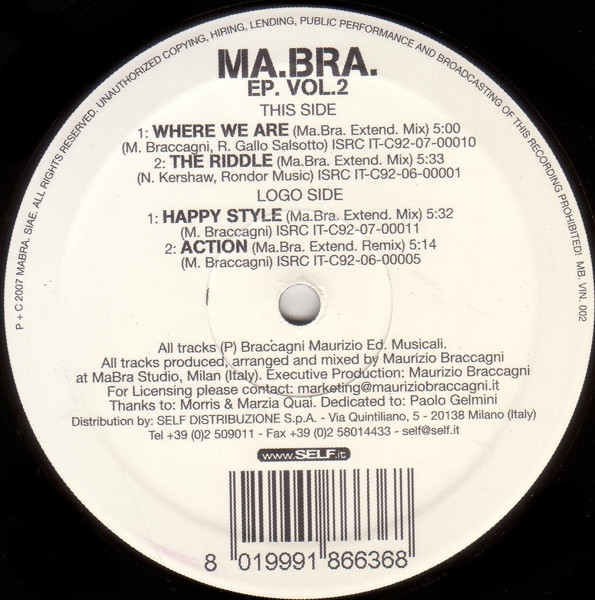 P + C 2007 MABRA. SIAE. ALL RIGHTS RESERVED. UNAUTHORIZED COPYING, HIRING, LENDING, PUBLIC PERFORMANCE AND BROADCASTING OF THIS RECORDING PROHIBITED! MB. VIN. 002
MA.BRA.
EP. VOL.2
THIS SIDE
1: WHERE WE ARE (Ma.Bra. Extend. Mix) 5:00
(M. Braccagni, R. Gallo Salsotto) ISRC IT-C92-07-00010
2: THE RIDDLE (Ma.Bra. Extend. Mix) 5:33
(N. Kershaw, Rondor Music) ISRC IT-C92-06-00001
LOGO SIDE
1: HAPPY STYLE (Ma.Bra. Extend. Mix) 5:32
(M. Braccagni) ISRC IT-C92-07-00011
2: ACTION (Ma.Bra. Extend. Remix) 5:14
(M. Braccagni) ISRC IT-C92-06-00005
All tracks (P) Braccagni Maurizio Ed. Musicali.
All tracks produced, arranged and mixed by Maurizio Braccagni
at MaBra Studio, Milan (Italy). Executive Production: Maurizio Braccagni
For Licensing please contact: marketing@mauriziobraccagni.it
Thanks to: Morris & Marzia Quai. Dedicated to: Paolo Gelmini
Distribution by: SELF DISTRIBUZIONE S.p.A. - Via Quintiliano, 5 - 20138 Milano (Italy)
Tel +39 (0)2 509011 - Fax +39 (0)2 58014433 - self@self.it
www.SELF.it
8 019991 866368